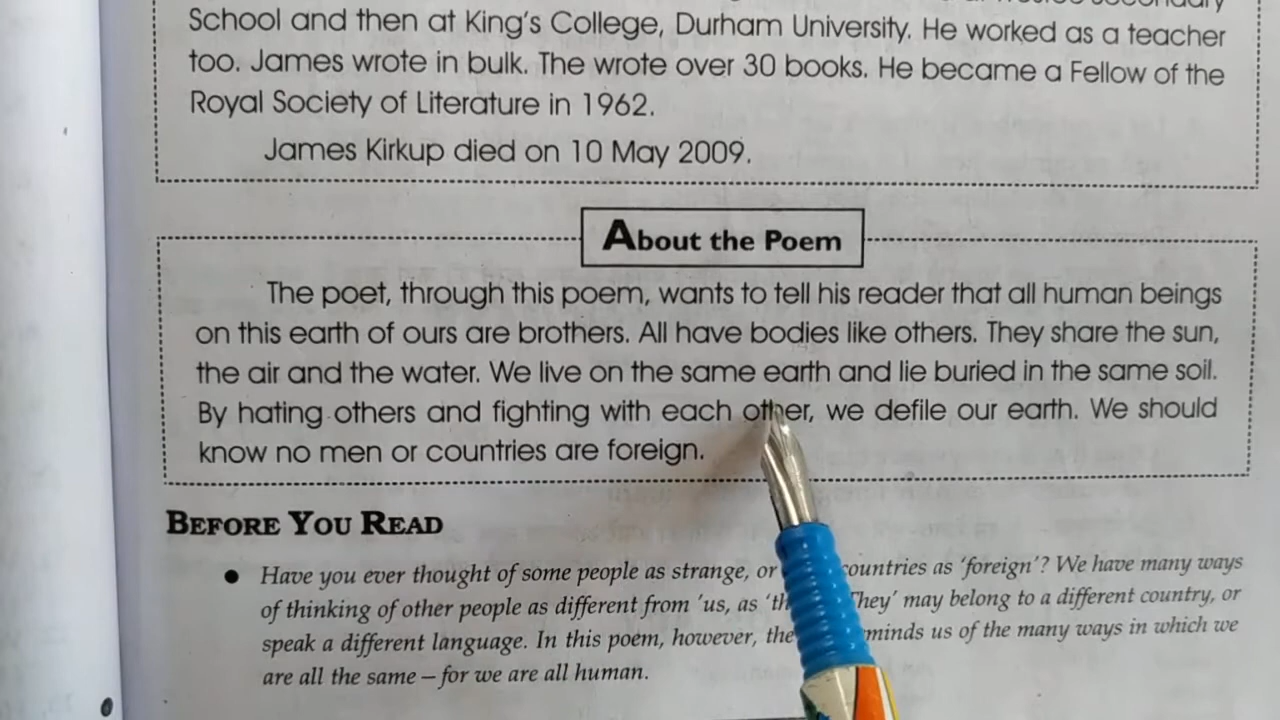 School and then at King's College, Durham University. He worked as a teacher
too. James wrote in bulk. The wrote over 30 books. He became a Fellow of the
Royal Society of Literature in 1962.
James Kirkup died on 10 May 2009.
About the Poem
The poet, through this poem, wants to tell his reader that all human beings
on this earth of ours are brothers. All have bodies like others. They share the sun,
the air and the water. We live on the same earth and lie buried in the same soil.
By hating others and fighting with each other, we defile our earth. We should
know no men or countries are foreign.
BEFORE YOU READ
● Have you ever thought of some people as strange, or countries as 'foreign'? We have many ways
of thinking of other people as different from 'us, as They' may belong to a different country, or
speak a different language. In this poem, however, the minds us of the many ways in which we
are all the same – for we are all human.